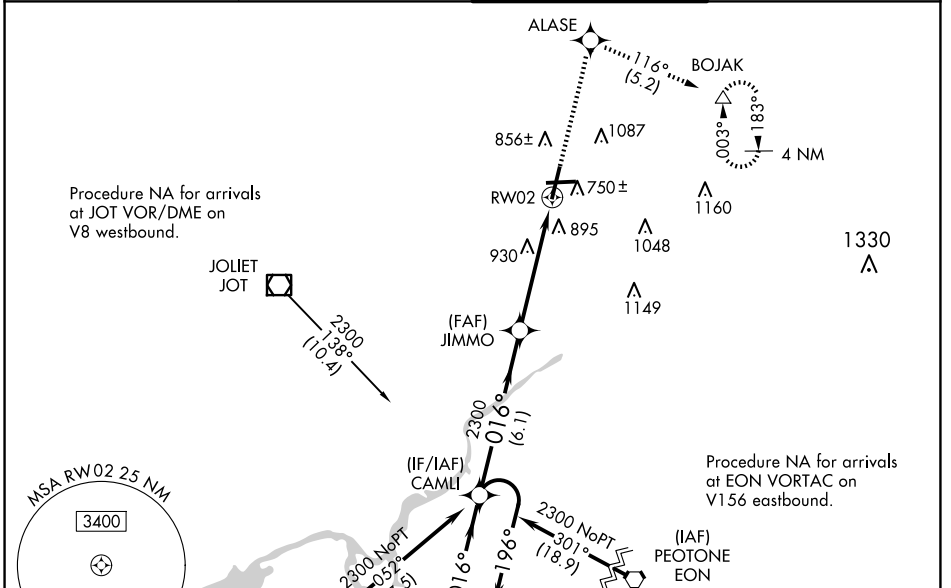 ALASE
116°
(5.2)
BOJAK
003°
183°
4 NM
856±
1087
RW02
750±
1160
895
930
1048
1330
1149
Procedure NA for arrivals
at JOT VOR/DME on
V8 westbound.
JOLIET
JOT
2300
138°
(10.4)
(FAF)
JIMMO
2300
016°
(6.1)
(IF/IAF)
CAMLI
Procedure NA for arrivals
at EON VORTAC on
V156 eastbound.
MSA RW02 25 NM
3400
2300 NoPT
052°
5)
16°
196°
2300 NoPT
301°
(18.9)
(IAF)
PEOTONE
EON